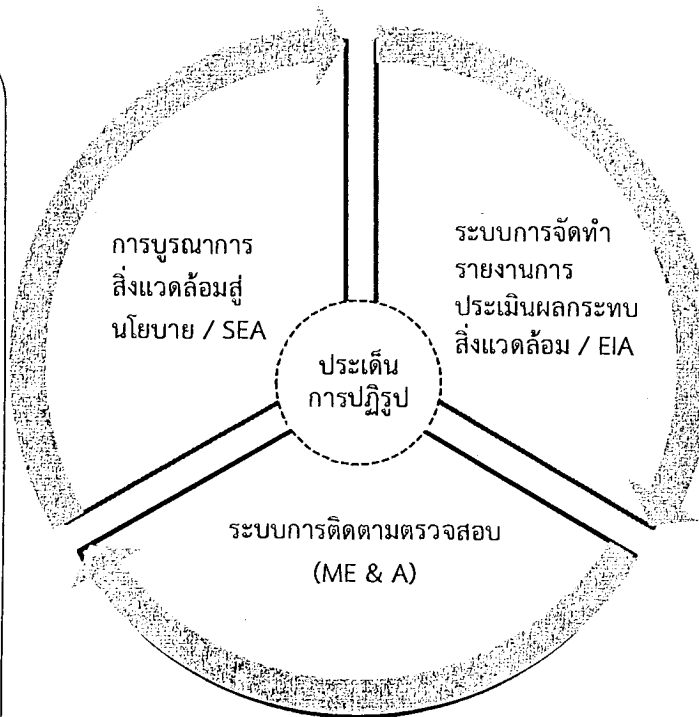 การบูรณาการ
สิ่งแวดล้อมสู่
นโยบาย / SEA
ระบบการจัดทำ
รายงานการ
ประเมินผลกระทบ
สิ่งแวดล้อม / EIA
ประเด็น
การปฏิรูป
ระบบการติดตามตรวจสอบ
(ME & A)